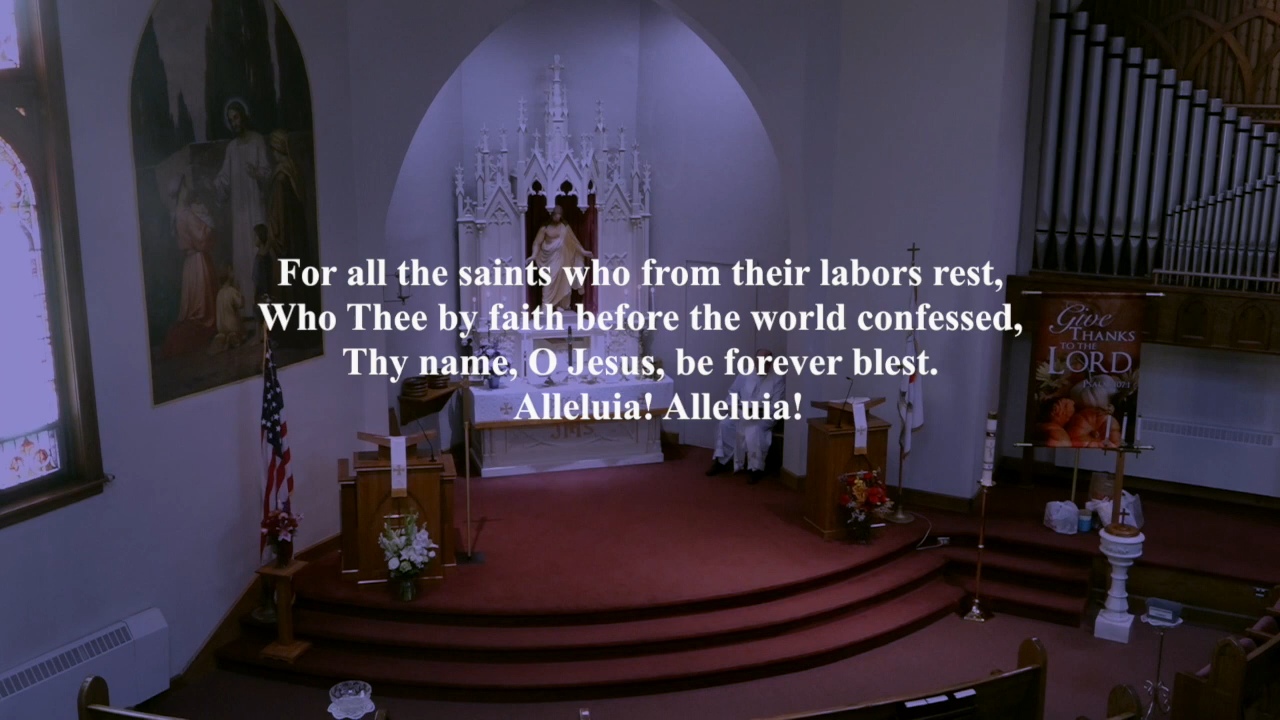 For all the saints who from their labors rest,
Who Thee by faith before the world confessed,
Thy name, O Jesus, be forever blest.
Alleluia! Alleluia!
Give
THANKS
TO THE
LORD